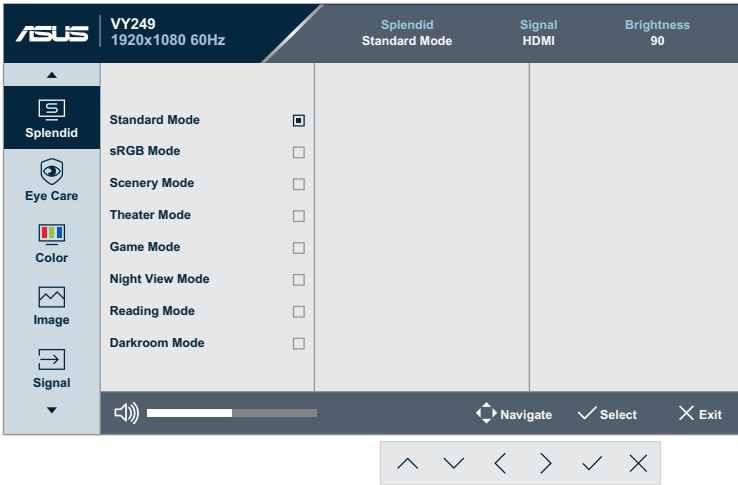 ASUS
VY249
1920x1080 60Hz
Splendid
Standard Mode
Signal
HDMI
Brightness
90
Splendid
Eye Care
Color
Image
Signal
Standard Mode
sRGB Mode
Scenery Mode
Theater Mode
Game Mode
Night View Mode
Reading Mode
Darkroom Mode
Navigate
Select
Exit